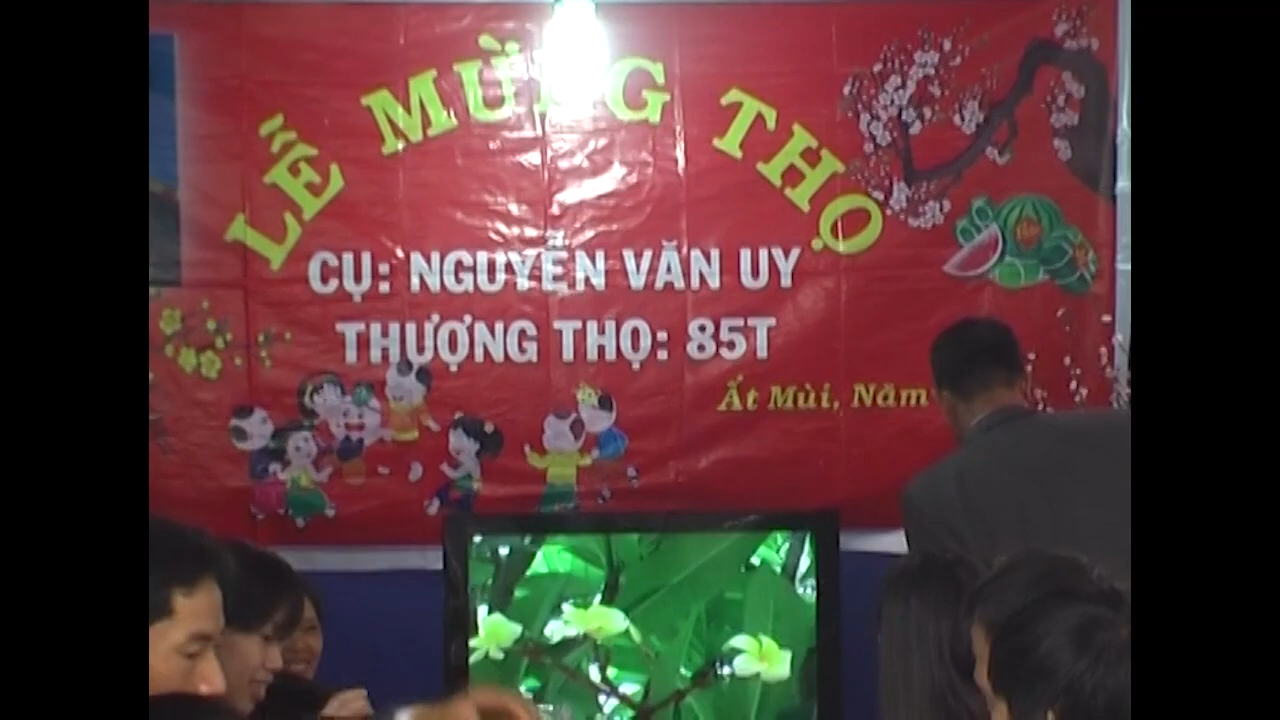 LỄ MỪNG THỌ
CỤ: NGUYỄN VĂN UY
THƯỢNG THỌ: 85T
Ất Mùi, Năm